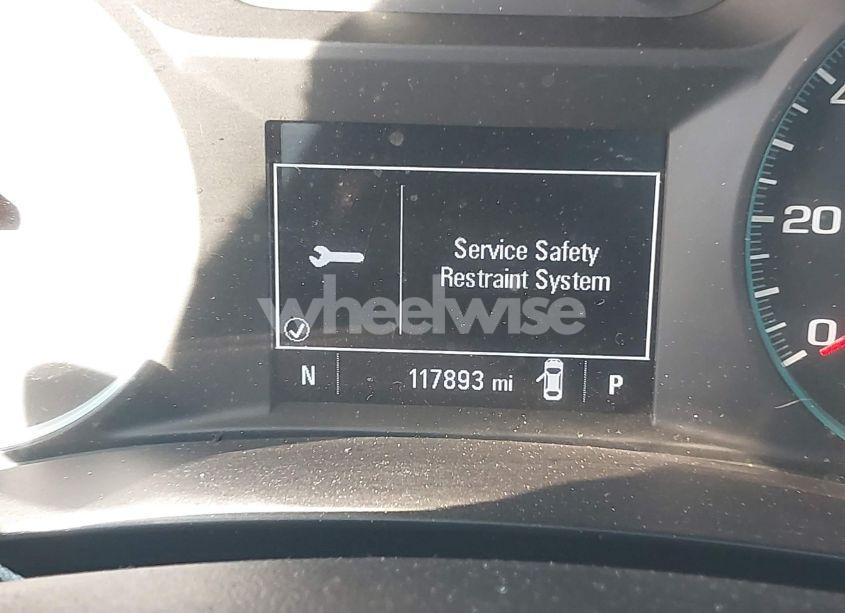 Service Safety
Restraint System
wheelwise
N 117893 mi P
20
0